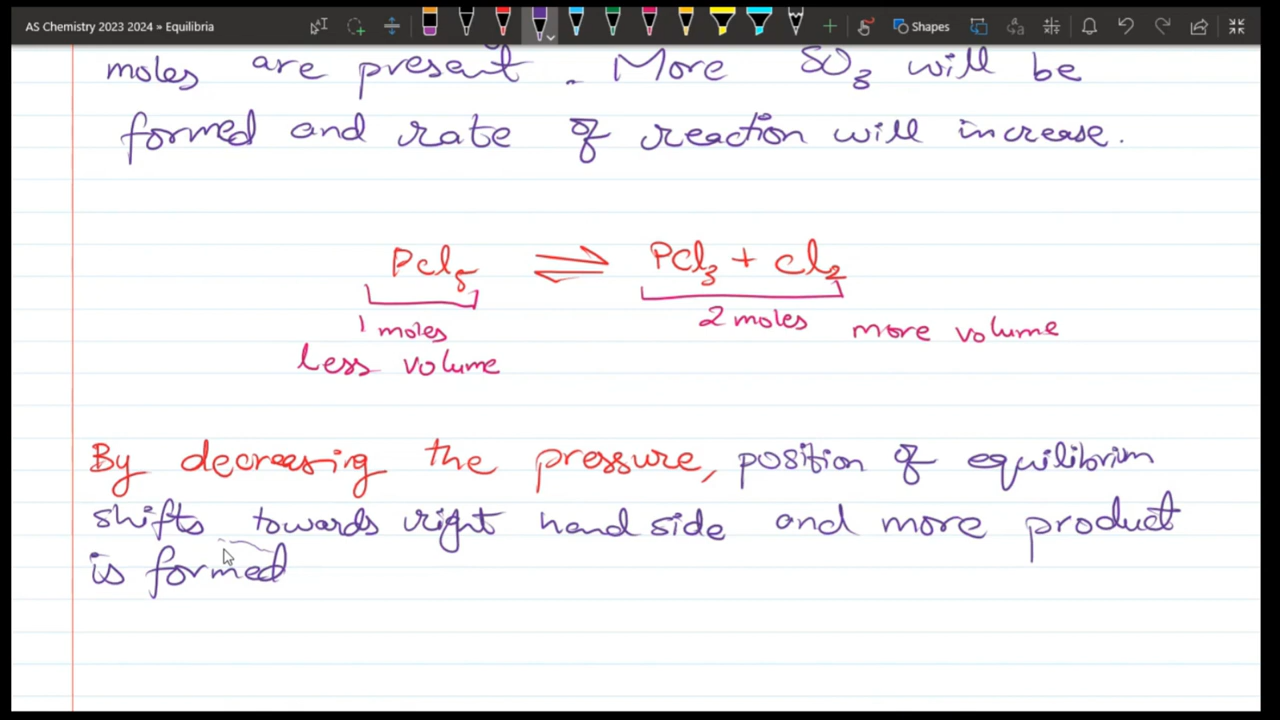 AS Chemistry 2023 2024 » Equilibria
Shapes
moles are present. More SO3 will be
formed and rate of reaction will increase.
PCl5 ⇌ PCl3 + Cl2
1 moles
2 moles more volume
less volume
By decreasing the pressure, position of equilibrium
shifts towards right hand side and more product
is formed